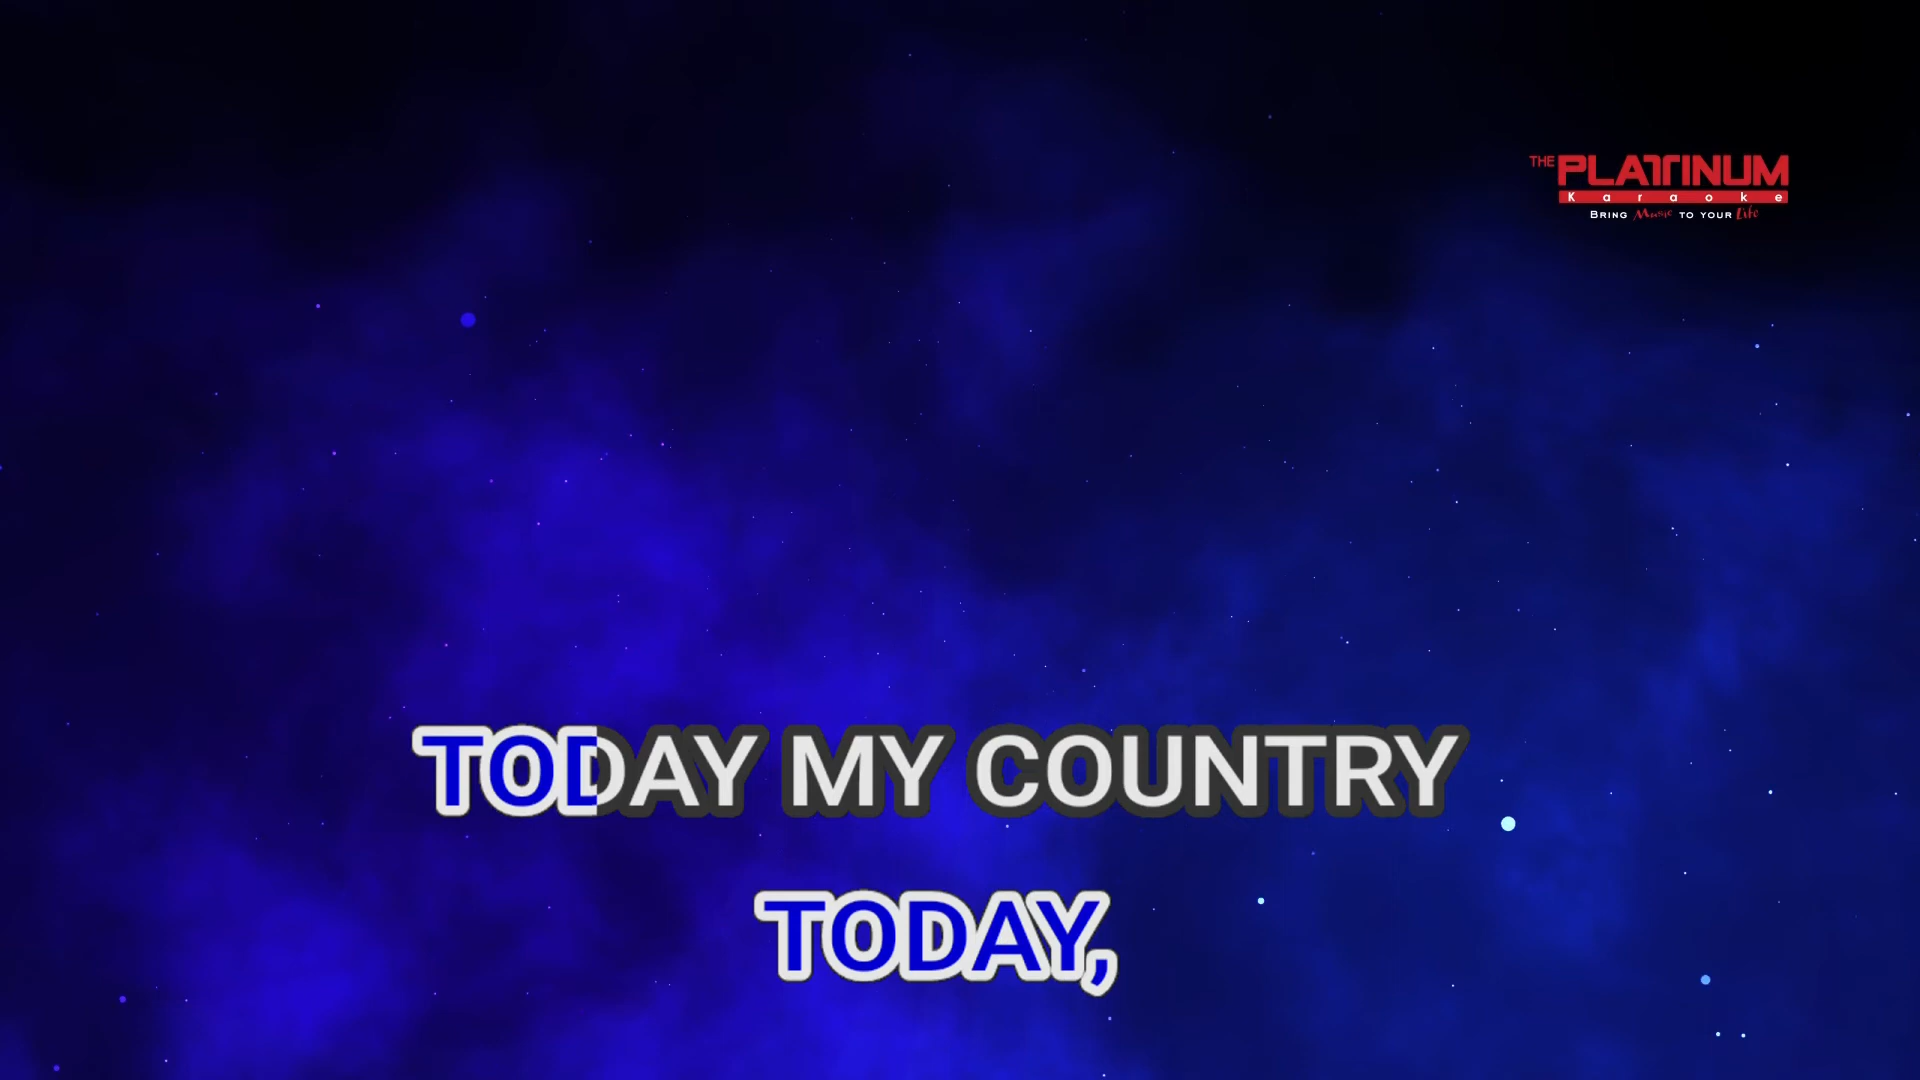 THE PLATINUM
Karaoke
BRING Music TO YOUR Life
TODAY MY COUNTRY
TODAY,